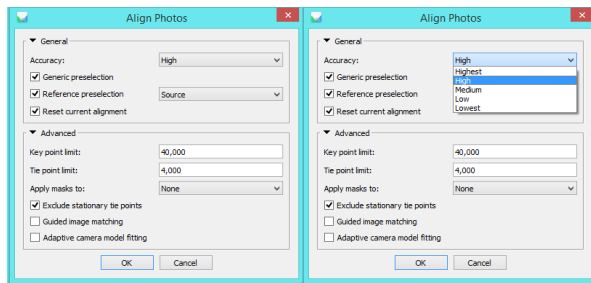 Align Photos
General
Accuracy: High
Generic preselection
Reference preselection Source
Reset current alignment
Advanced
Key point limit: 40,000
Tie point limit: 4,000
Apply masks to: None
Exclude stationary tie points
Guided image matching
Adaptive camera model fitting
OK Cancel
Align Photos
General
Accuracy: High
Highest
High
Medium
Low
Lowest
Generic preselection
Reference preselection
Reset current alignment
Advanced
Key point limit: 40,000
Tie point limit: 4,000
Apply masks to: None
Exclude stationary tie points
Guided image matching
Adaptive camera model fitting
OK Cancel